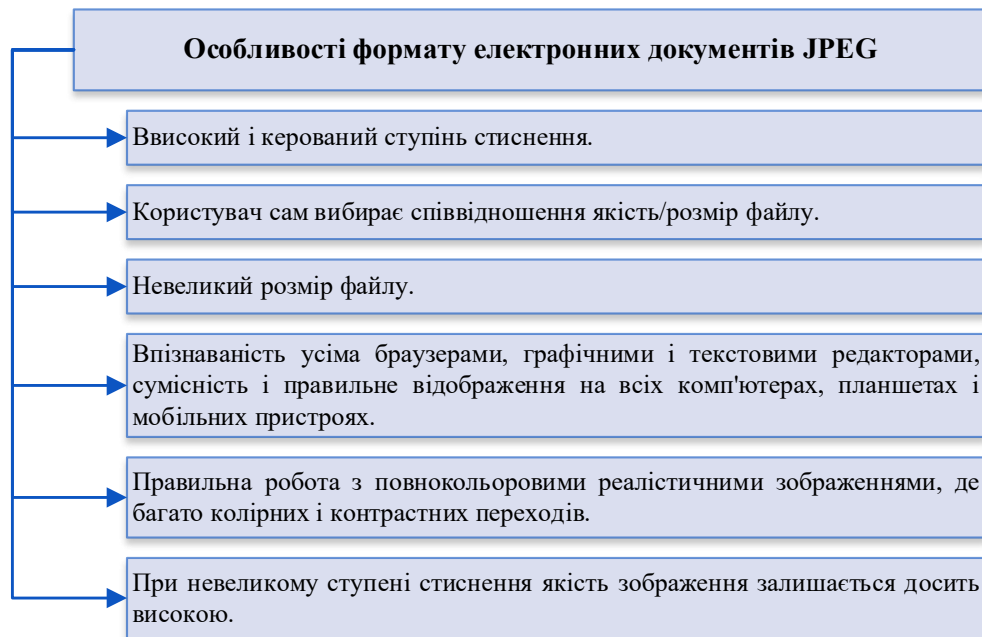 Особливості формату електронних документів JPEG
Ввисокий і керований ступінь стиснення.
Користувач сам вибирає співвідношення якість/розмір файлу.
Невеликий розмір файлу.
Впізнаваність усіма браузерами, графічними і текстовими редакторами,
сумісність і правильне відображення на всіх комп'ютерах, планшетах і
мобільних пристроях.
Правильна робота з повнокольоровими реалістичними зображеннями, де
багато колірних і контрастних переходів.
При невеликому ступені стиснення якість зображення залишається досить
високою.